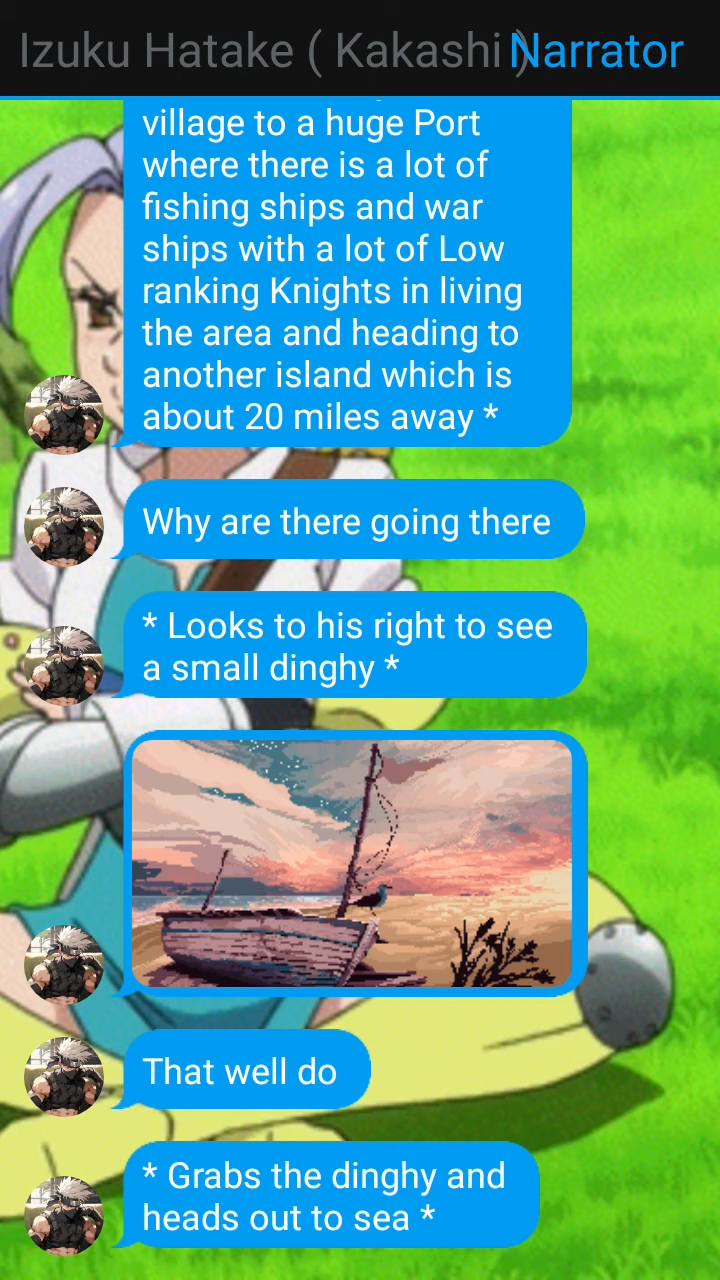 Izuku Hatake ( Kakashi ) Narrator
village to a huge Port
where there is a lot of
fishing ships and war
ships with a lot of Low
ranking Knights in living
the area and heading to
another island which is
about 20 miles away *
Why are there going there
* Looks to his right to see
a small dinghy *
That well do
* Grabs the dinghy and
heads out to sea *